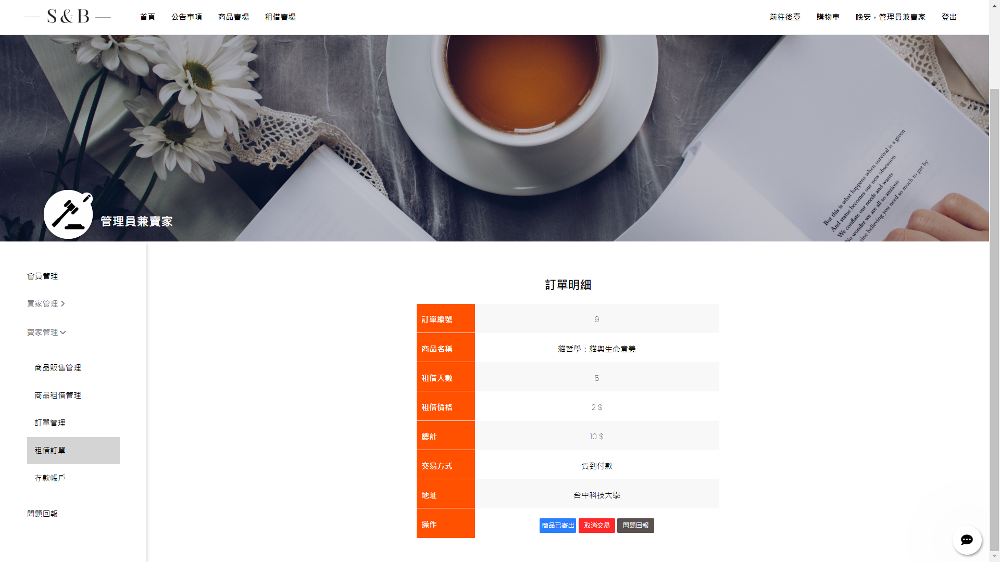 S & B
首頁 公告事項 商品賣場 租借賣場
前往後臺 購物車 晚安，管理員兼賣家 登出
But this is what happens when survival is a given
And status becomes our new obsession
We conflate our needs and wants
No wonder we are all so anxious
believing you need so much to get by
管理員兼賣家
會員管理
買家管理
賣家管理
商品販售管理
商品租借管理
訂單管理
租借訂單
存款帳戶
問題回報
訂單明細
訂單編號 9
商品名稱 貓哲學：貓與生命意義
租借天數 5
租借價格 2 $
總計 10 $
交易方式 貨到付款
地址 台中科技大學
操作 商品已寄出 取消交易 問題回報